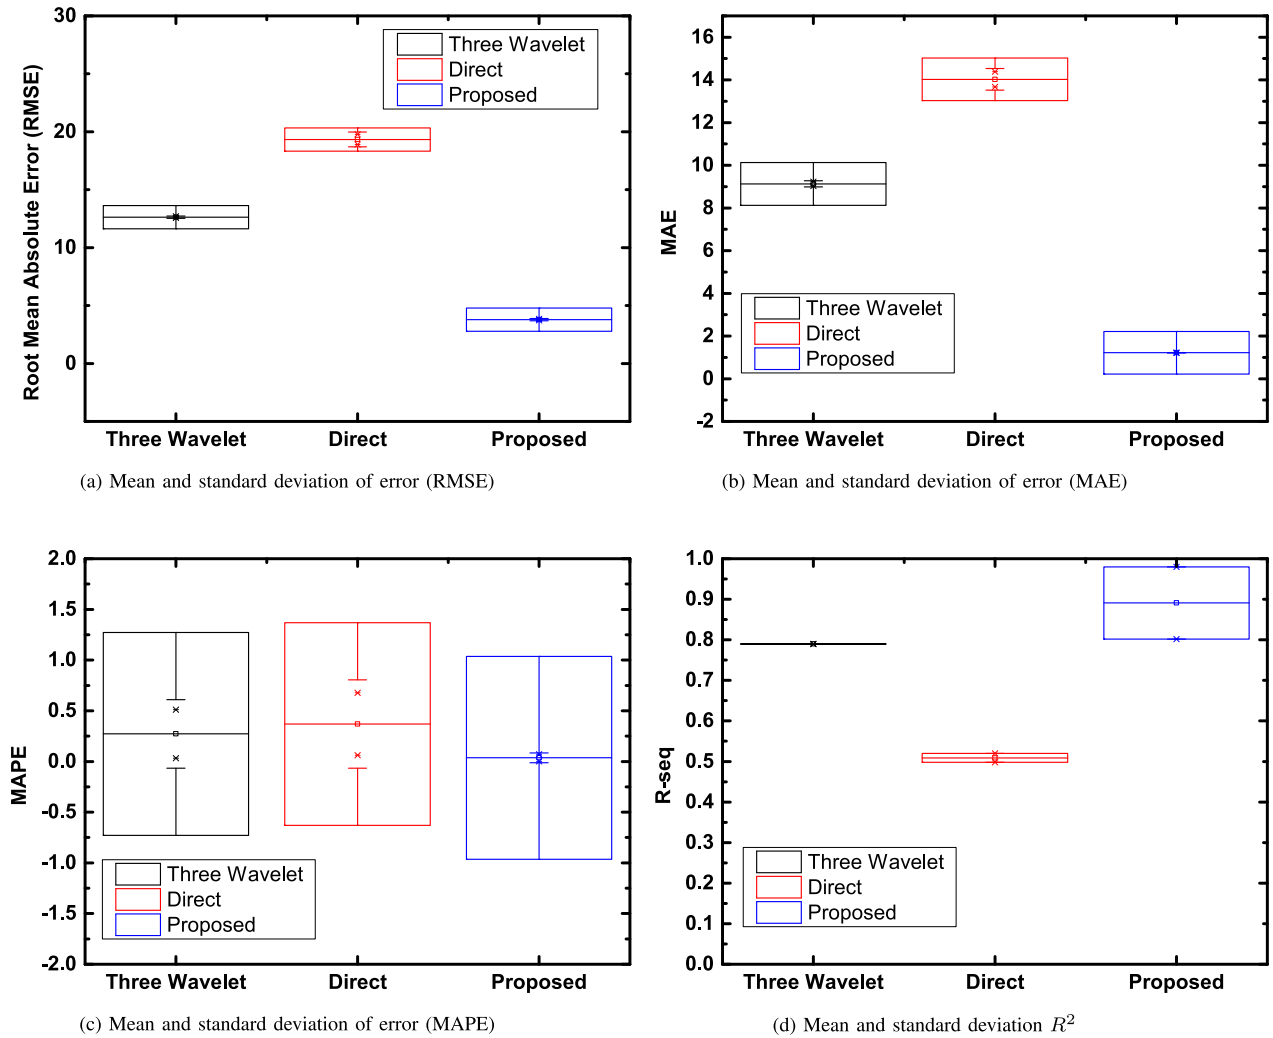 Root Mean Absolute Error (RMSE)
30
20
10
0
Three Wavelet
Direct
Proposed
Three Wavelet Direct Proposed
(a) Mean and standard deviation of error (RMSE)
MAE
16
14
12
10
8
6
4
2
0
-2
Three Wavelet
Direct
Proposed
Three Wavelet Direct Proposed
(b) Mean and standard deviation of error (MAE)
MAPE
2.0
1.5
1.0
0.5
0.0
-0.5
-1.0
-1.5
-2.0
Three Wavelet
Direct
Proposed
Three Wavelet Direct Proposed
(c) Mean and standard deviation of error (MAPE)
R-seq
1.0
0.9
0.8
0.7
0.6
0.5
0.4
0.3
0.2
0.1
0.0
Three Wavelet
Direct
Proposed
Three Wavelet Direct Proposed
(d) Mean and standard deviation R²